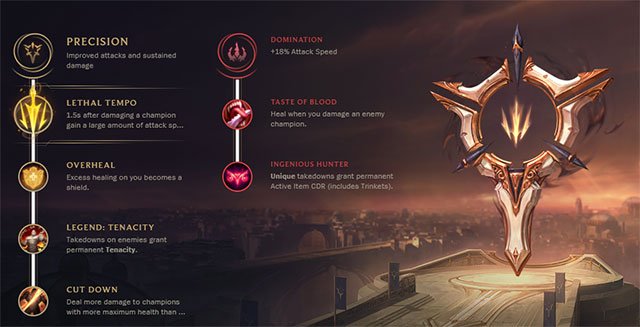 PRECISION
Improved attacks and sustained
damage
LETHAL TEMPO
1.5s after damaging a champion
gain a large amount of attack sp...
OVERHEAL
Excess healing on you becomes a
shield.
LEGEND: TENACITY
Takedowns on enemies grant
permanent Tenacity.
CUT DOWN
Deal more damage to champions
with more maximum health than ...
DOMINATION
+18% Attack Speed
TASTE OF BLOOD
Heal when you damage an enemy
champion.
INGENIOUS HUNTER
Unique takedowns grant permanent
Active Item CDR (includes Trinkets).